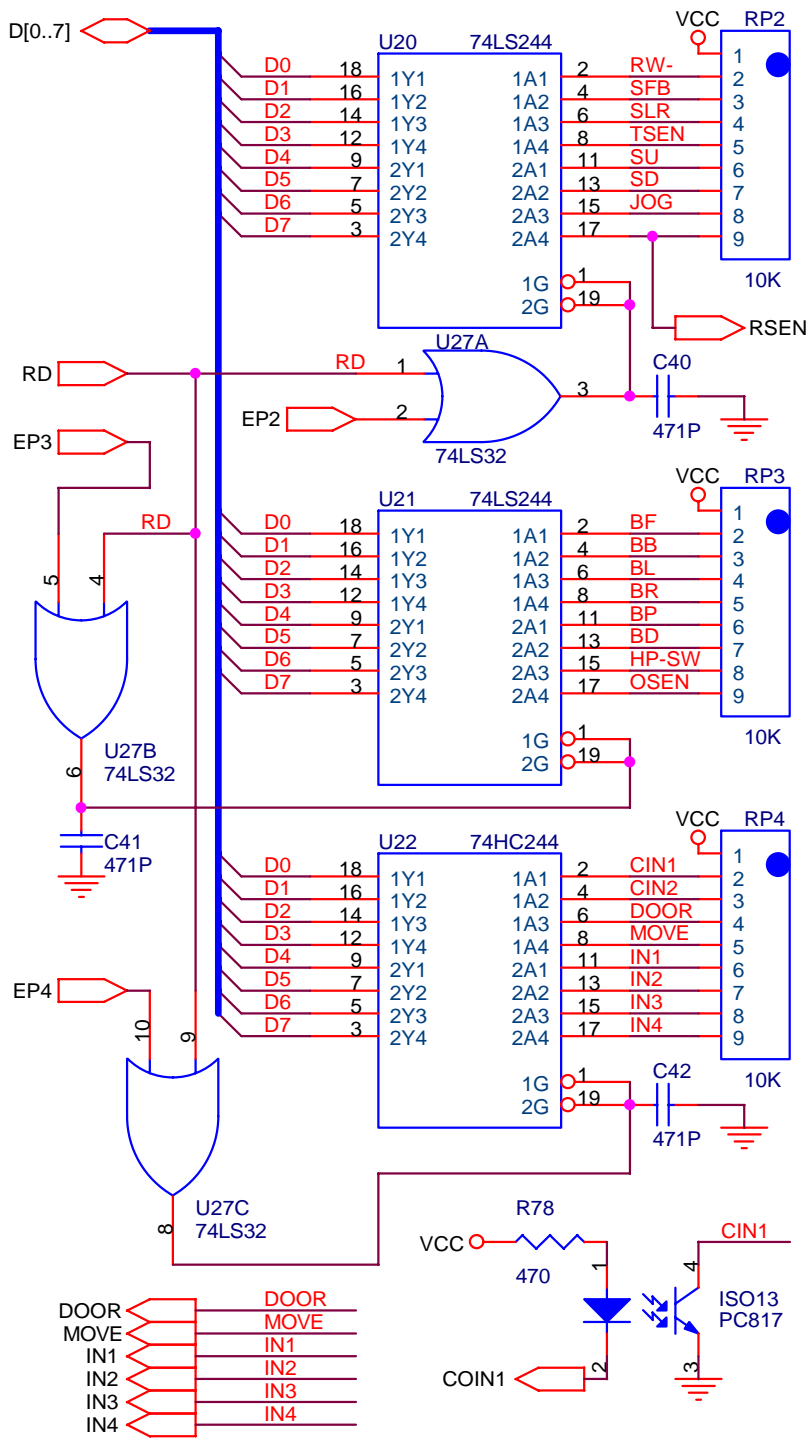 D[0..7]
VCC RP2
U20 74LS244
1
D0 18 1Y1 1A1 2 RW- 2
D1 16 1Y2 1A2 4 SFB 3
D2 14 1Y3 1A3 6 SLR 4
D3 12 1Y4 1A4 8 TSEN 5
D4 9 2Y1 2A1 11 SU 6
D5 7 2Y2 2A2 13 SD 7
D6 5 2Y3 2A3 15 JOG 8
D7 3 2Y4 2A4 17 9
1G 1 10K
2G 19
RSEN
U27A
RD RD 1 3 C40
EP2 2
EP3 74LS32 471P
VCC RP3
U21 74LS244
1
RD D0 18 1Y1 1A1 2 BF 2
D1 16 1Y2 1A2 4 BB 3
5 4 D2 14 1Y3 1A3 6 BL 4
D3 12 1Y4 1A4 8 BR 5
D4 9 2Y1 2A1 11 BP 6
D5 7 2Y2 2A2 13 BD 7
D6 5 2Y3 2A3 15 HP-SW 8
D7 3 2Y4 2A4 17 OSEN 9
1G 1 10K
U27B 2G 19
6 74LS32
VCC RP4
C41 U22 74HC244
471P 1
D0 18 1Y1 1A1 2 CIN1 2
D1 16 1Y2 1A2 4 CIN2 3
D2 14 1Y3 1A3 6 DOOR 4
D3 12 1Y4 1A4 8 MOVE 5
D4 9 2Y1 2A1 11 IN1 6
EP4 D5 7 2Y2 2A2 13 IN2 7
D6 5 2Y3 2A3 15 IN3 8
10 9 D7 3 2Y4 2A4 17 IN4 9
1G 1 C42 10K
2G 19
471P
U27C
8 74LS32
R78
VCC 470 1 4 CIN1
ISO13
PC817
COIN1 2 3
DOOR DOOR
MOVE MOVE
IN1 IN1
IN2 IN2
IN3 IN3
IN4 IN4